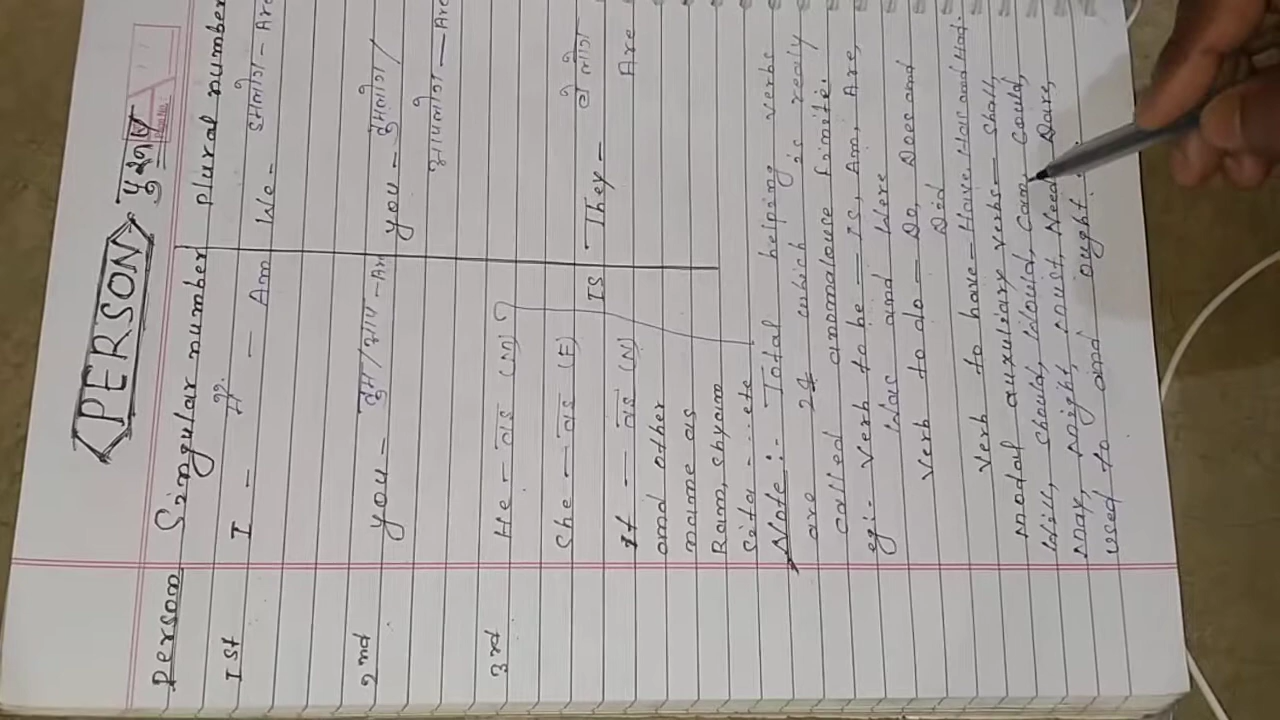 PERSON पुरुष
Person Singular number plural number
Ist I - मैं - Am We - हमलोग - Are
2nd you - तुम/आप - Are you - तुमलोग/
आपलोग - Are
3rd He - वह (M)
She - वह (F) IS They - वे लोग
It - वह (N) Are
and other
name as
Ram, Shyam
Sita - - - etc
Note:- Total helping verbs
are 24 which is realy
called anomalowe finite.
eg:- Verb to be - Is, Am, Are,
Was and Were
Verb to do - Do, Does and
Did
Verb to have - Have, Has and Had.
Modal auxuliary verbs - Shall,
Will, Should, Would, Can, Could,
May, Might, Must, Need, Dare,
used to and ought.